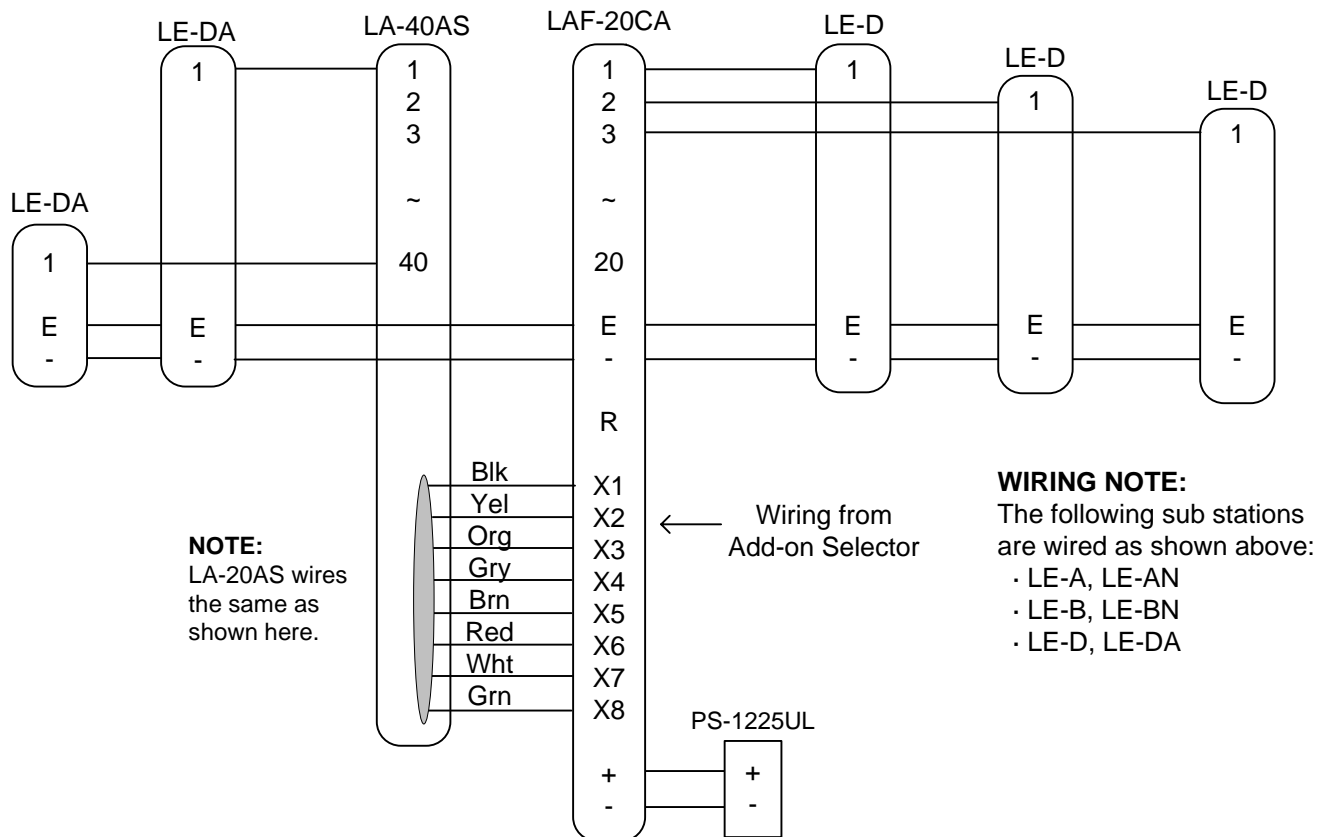 LE-DA
1
E
-
LE-DA
1
E
-
LA-40AS
1
2
3
~
40
LAF-20CA
1
2
3
~
20
E
-
R
X1
X2
X3
X4
X5
X6
X7
X8
+
-
Blk
Yel
Org
Gry
Brn
Red
Wht
Grn
LE-D
1
E
-
LE-D
1
E
-
LE-D
1
E
-
NOTE:
LA-20AS wires
the same as
shown here.
Wiring from
Add-on Selector
WIRING NOTE:
The following sub stations
are wired as shown above:
· LE-A, LE-AN
· LE-B, LE-BN
· LE-D, LE-DA
PS-1225UL
+
-